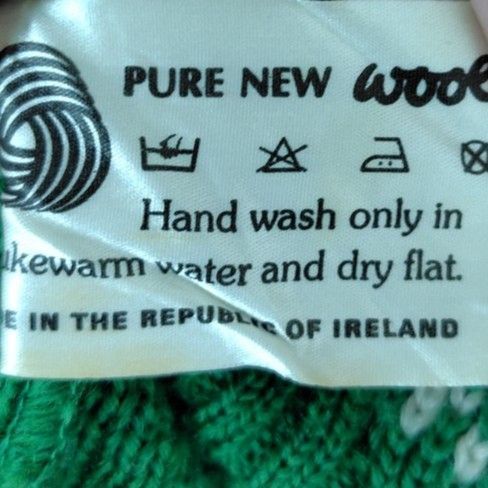 PURE NEW wool
Hand wash only in
ukewarm water and dry flat.
E IN THE REPUBLIC OF IRELAND